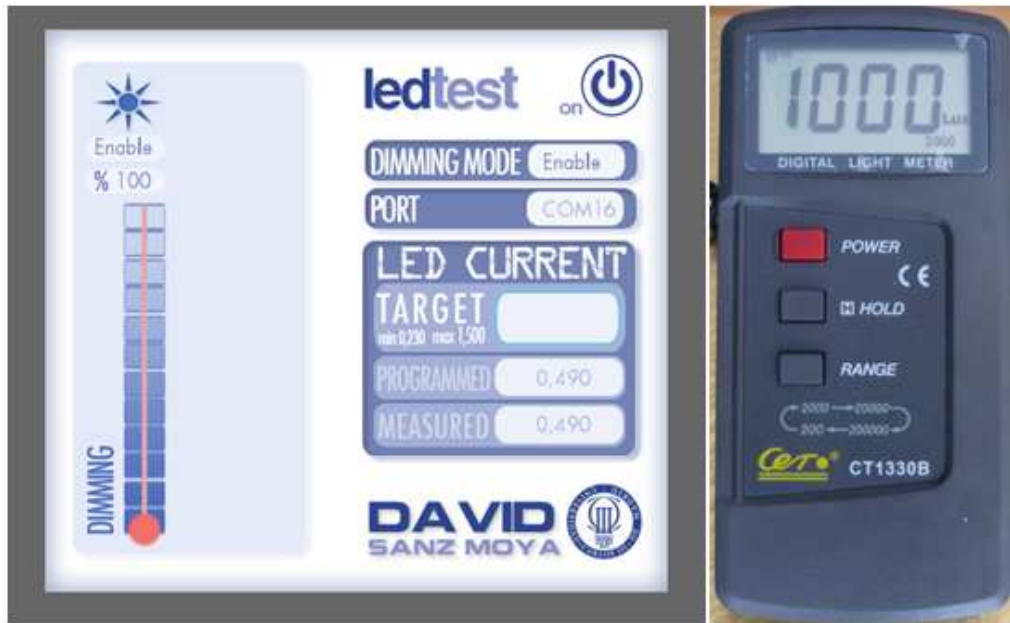 ledtest
on
Enable
% 100
DIMMING MODE Enable
PORT COM16
LED CURRENT
TARGET
min 0,230 max 1,500
PROGRAMMED 0,490
MEASURED 0,490
DIMMING
DAVID
SANZ MOYA
1000
Lux
2000
DIGITAL LIGHT METER
POWER
CE
H HOLD
RANGE
2000 20000
200 200000
CT1330B